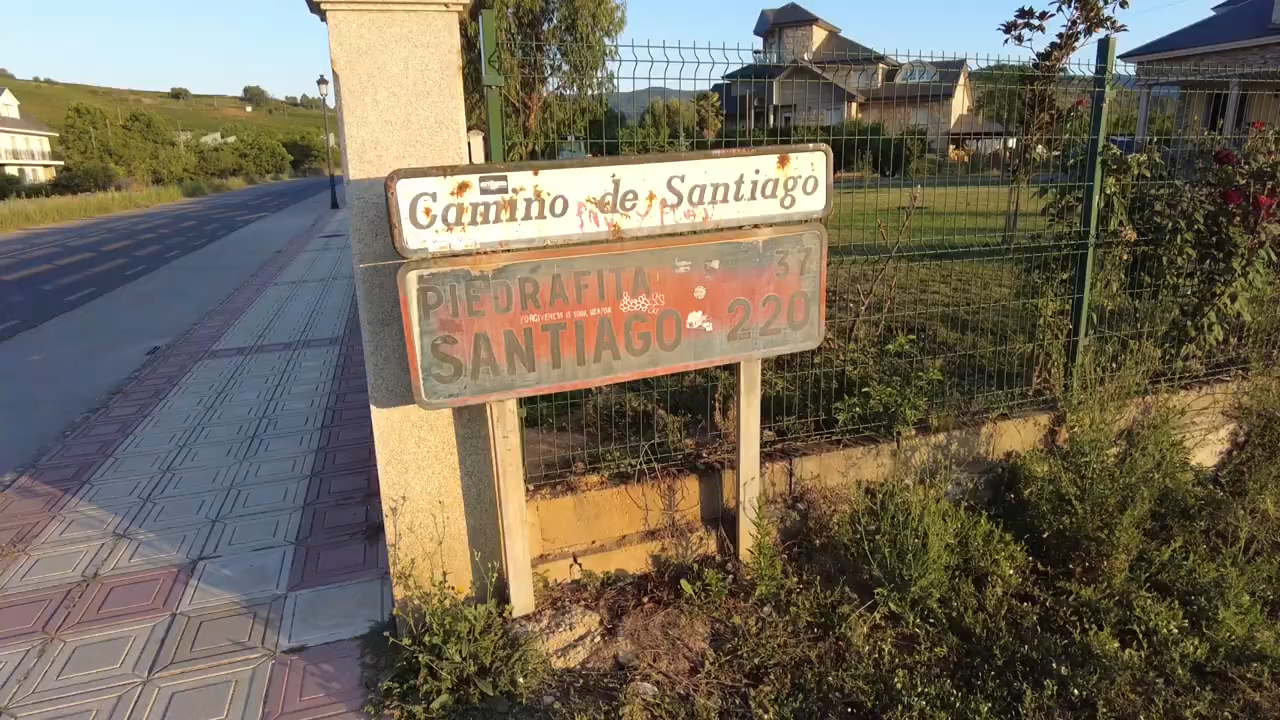 Camino de Santiago
PIEDRAFITA 37
FORGIVENESS IS YOUR WEAPON
SANTIAGO 220